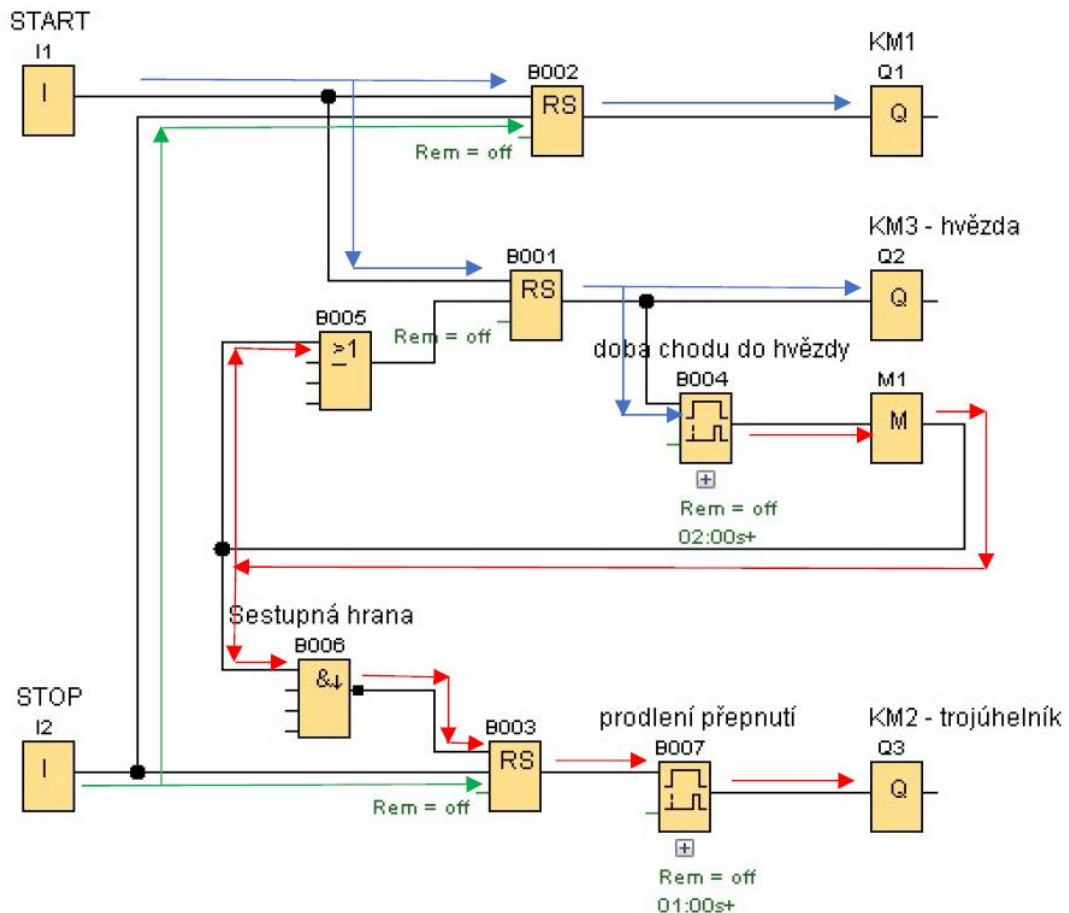 START
I1
I
B002
RS
Rem = off
KM1
Q1
Q
KM3 - hvězda
B001
RS
Rem = off
Q2
Q
B005
>1
doba chodu do hvězdy
B004
Rem = off
02:00s+
M1
M
Sestupná hrana
B006
&↓
STOP
I2
I
B003
RS
Rem = off
prodlení přepnutí
B007
Rem = off
01:00s+
KM2 - trojúhelník
Q3
Q